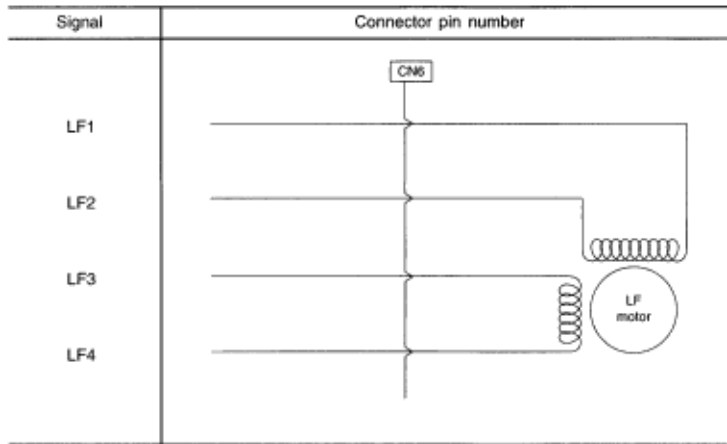 Signal Connector pin number
CN6
LF1
LF2
LF3
LF4
LF
motor